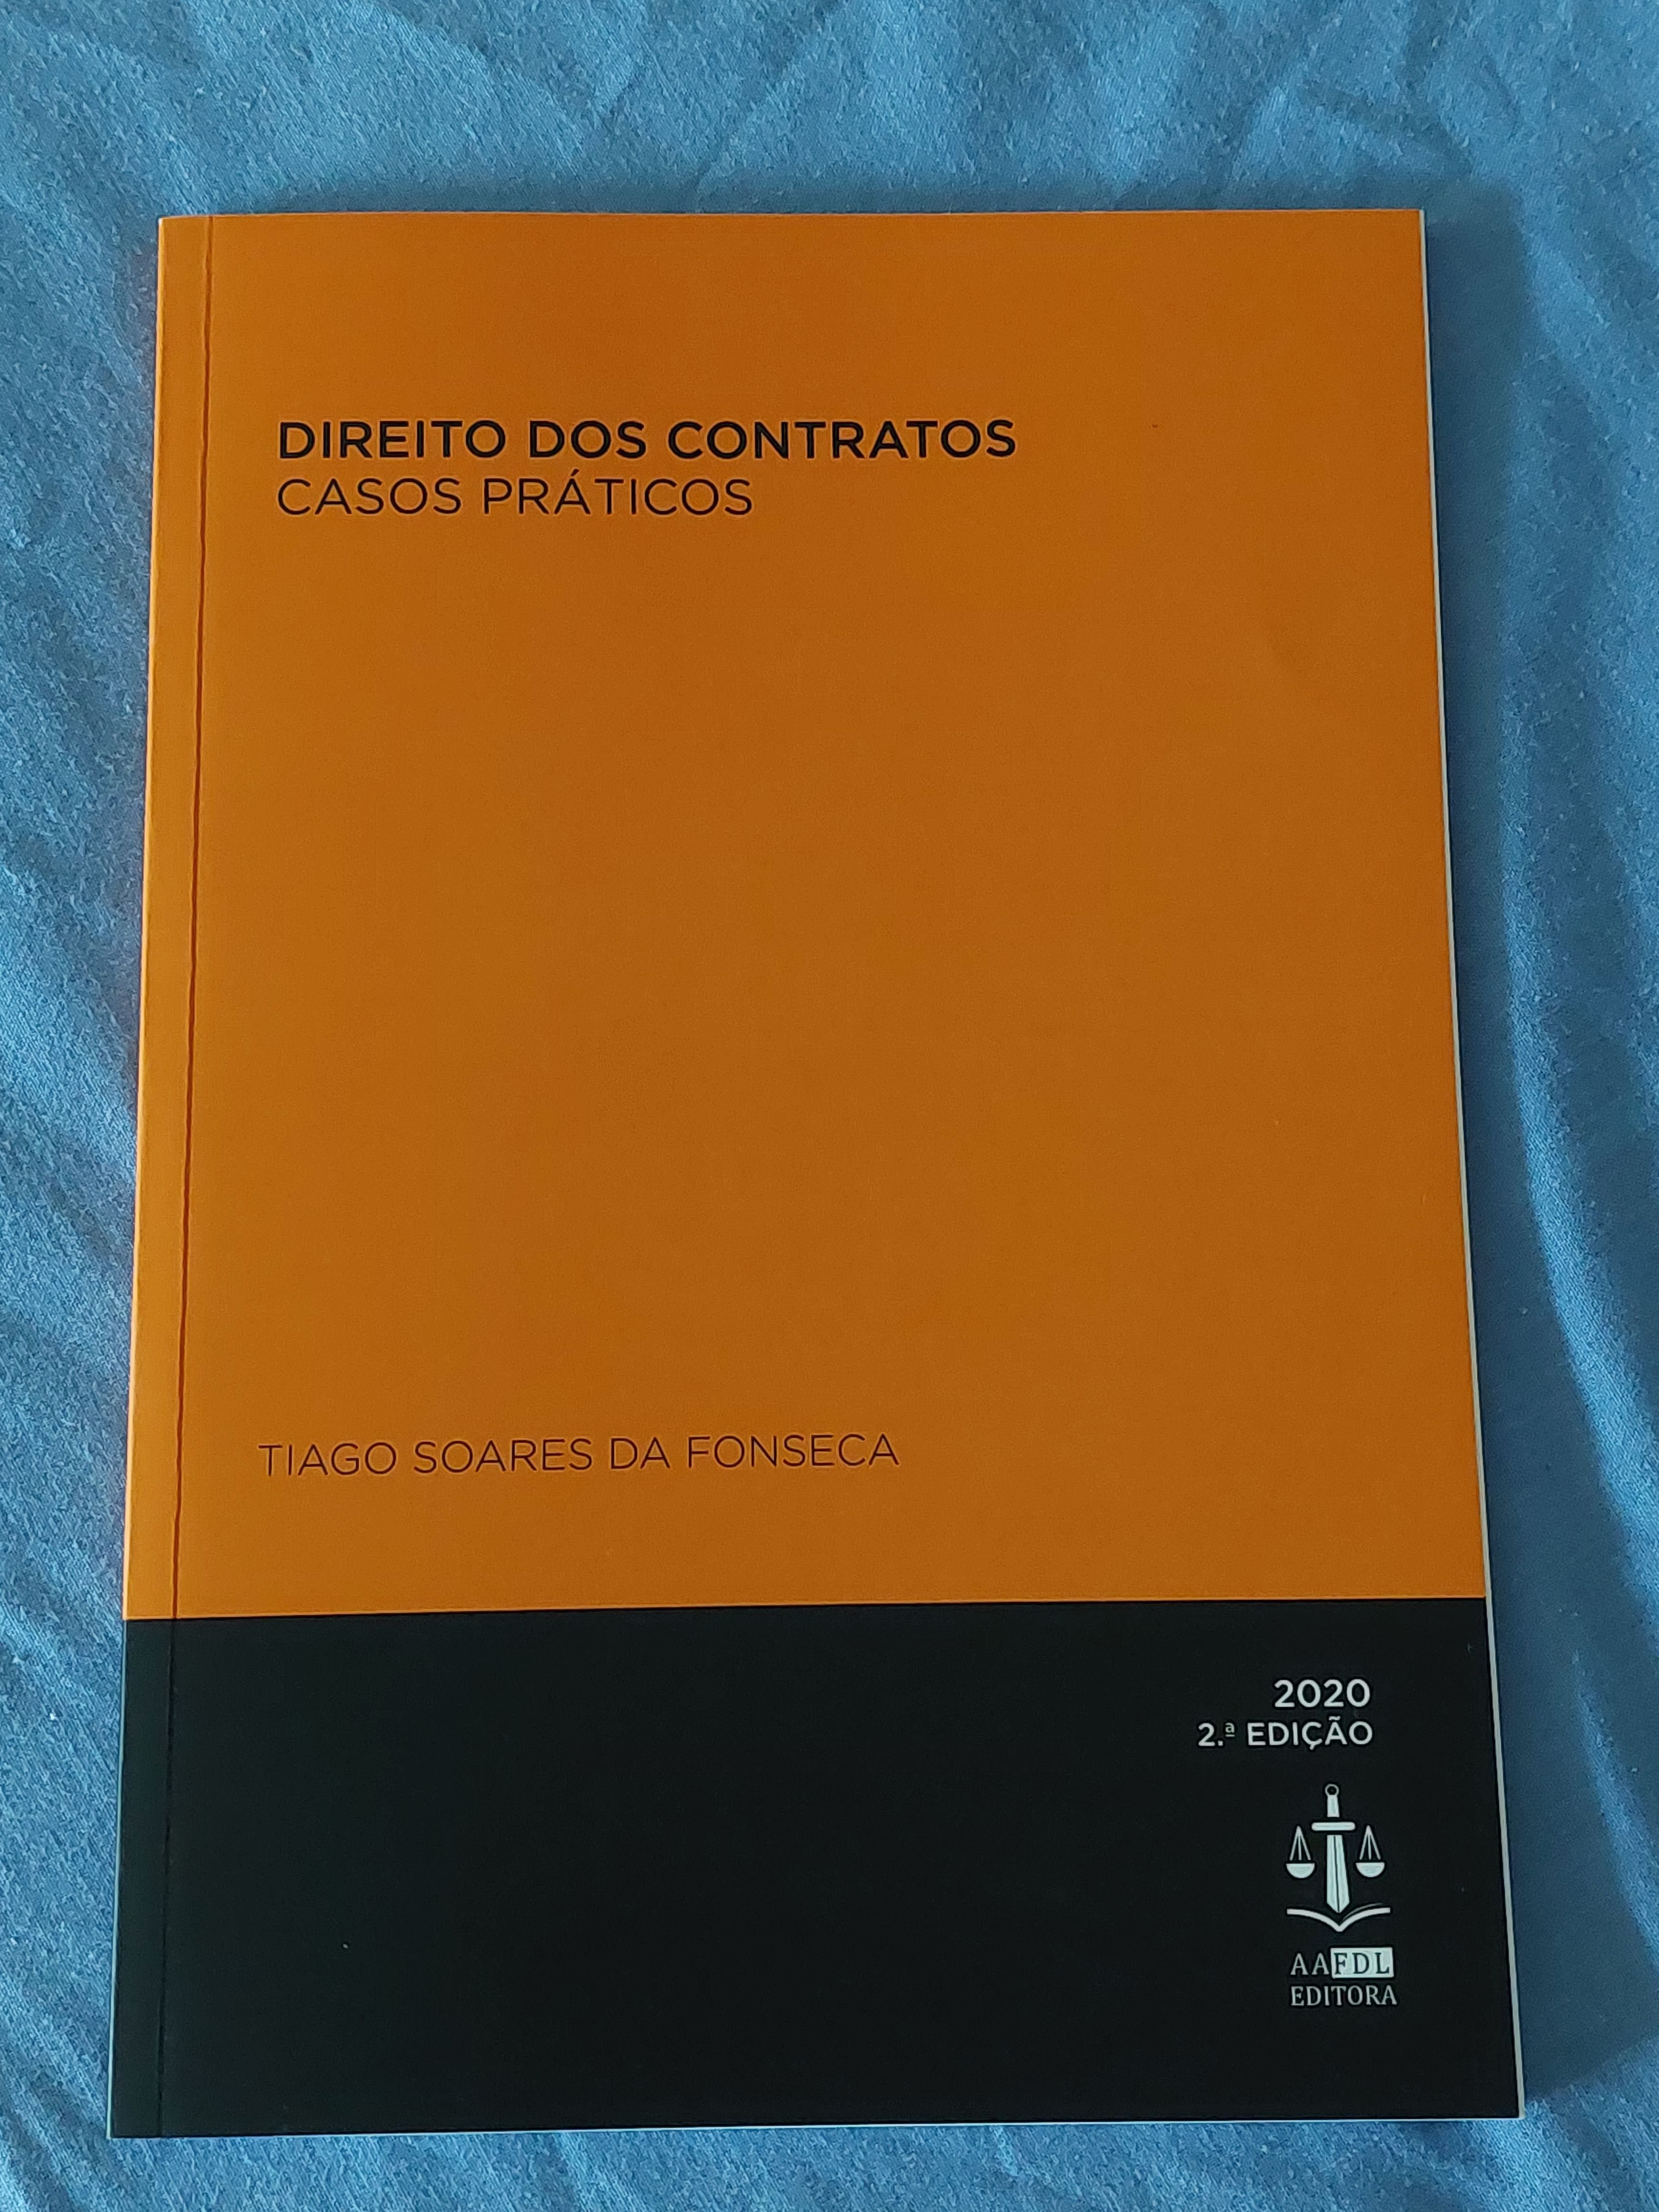 DIREITO DOS CONTRATOS
CASOS PRÁTICOS
TIAGO SOARES DA FONSECA
2020
2.ª EDIÇÃO
AAFDL
EDITORA